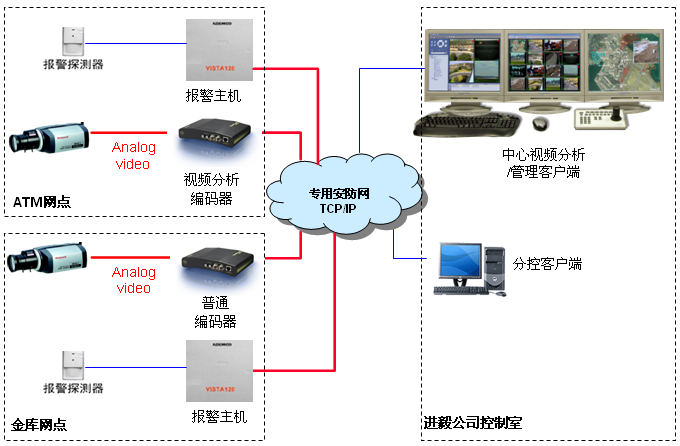 报警探测器
VISTA120
报警主机
Analog
video
视频分析
编码器
ATM网点
专用安防网
TCP/IP
中心视频分析
/管理客户端
分控客户端
进毅公司控制室
Analog
video
普通
编码器
报警探测器
VISTA120
报警主机
金库网点